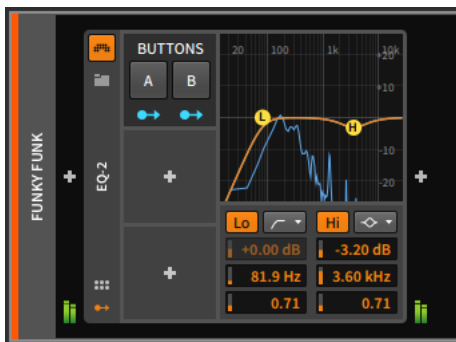 FUNKY FUNK
EQ-2
BUTTONS
A B
20 100 1k 10k
+20
+10
-10
-20
L
H
Lo Hi
+0.00 dB -3.20 dB
81.9 Hz 3.60 kHz
0.71 0.71